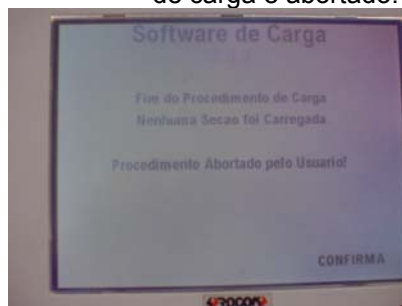 de carga é abortado.
Software de Carga
Fim do Procedimento de Carga
Nenhuma Secao foi Carregada
Procedimento Abortado pelo Usuario!
CONFIRMA
PROCOMP